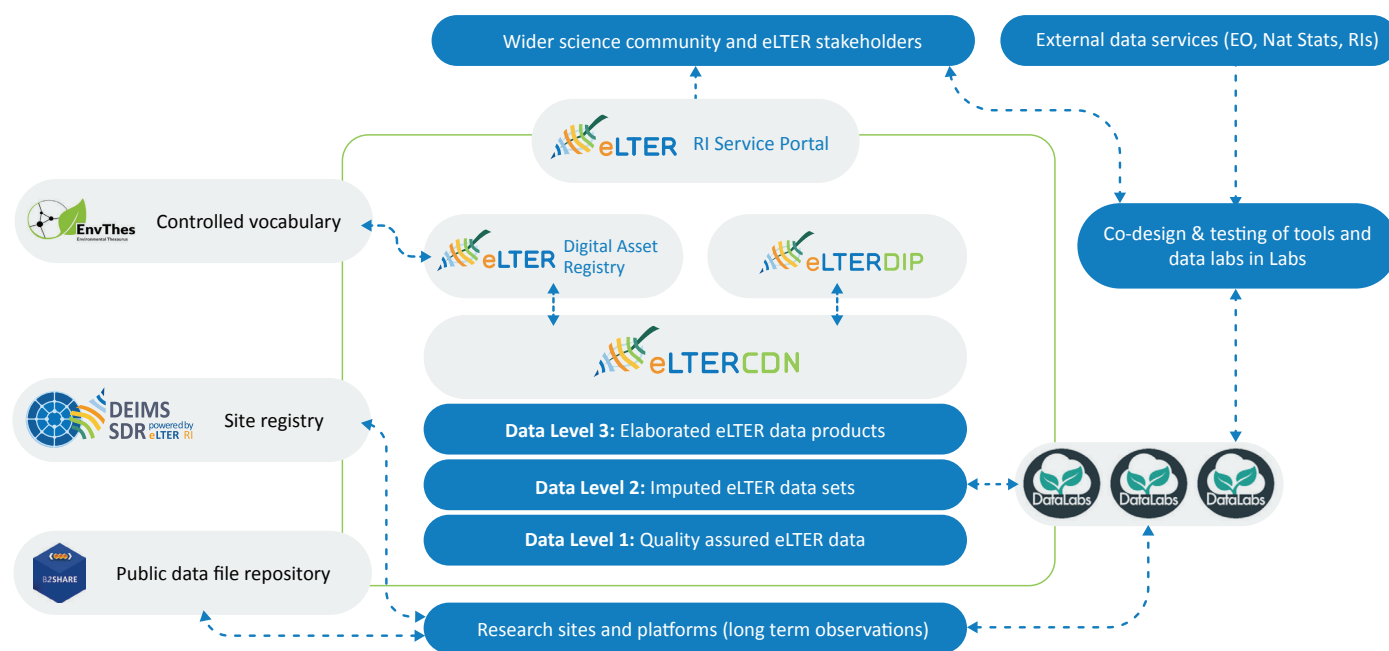 Wider science community and eLTER stakeholders
External data services (EO, Nat Stats, RIs)
eLTER RI Service Portal
EnvThes
Environmental Thesaurus
Controlled vocabulary
eLTER
Digital Asset
Registry
eLTERDIP
Co-design & testing of tools and
data labs in Labs
eLTERCDN
DEIMS
SDR powered by
eLTER RI
Site registry
Data Level 3: Elaborated eLTER data products
Data Level 2: Imputed eLTER data sets
DataLabs
DataLabs
DataLabs
Data Level 1: Quality assured eLTER data
B2SHARE
Public data file repository
Research sites and platforms (long term observations)